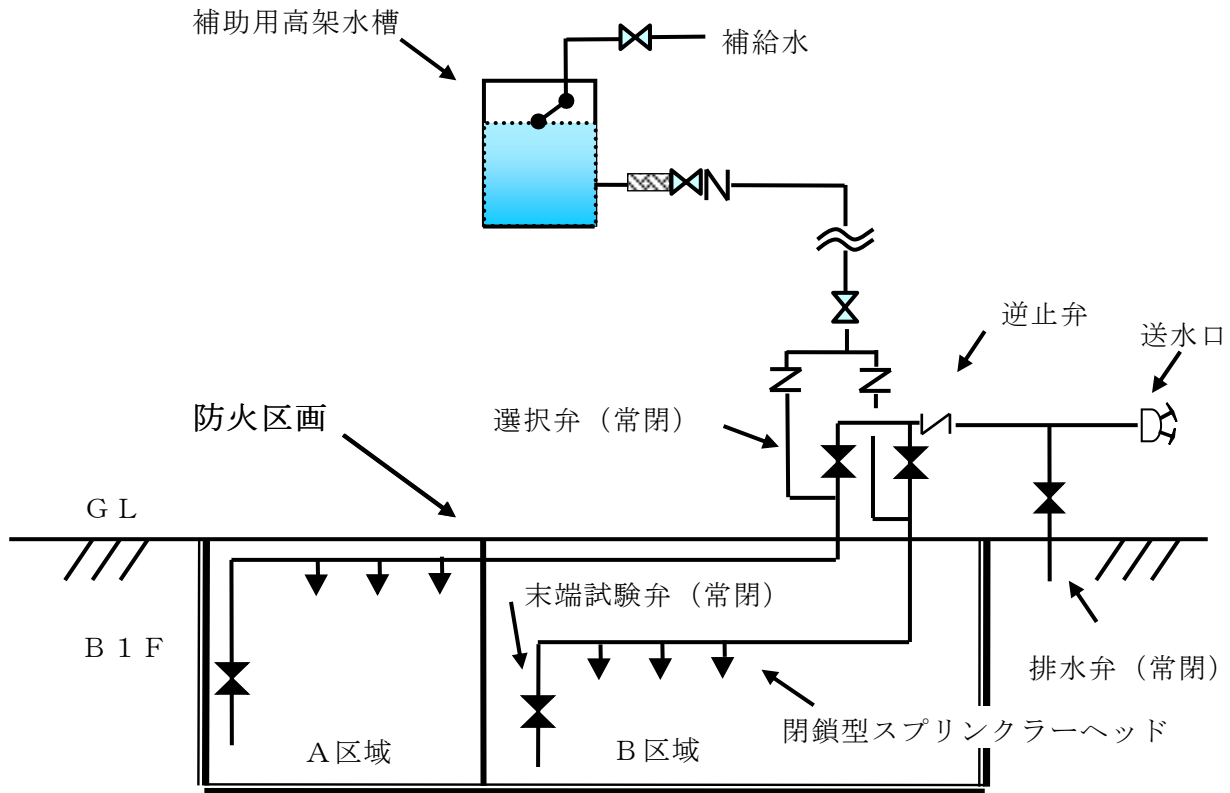 補助用高架水槽
補給水
逆止弁
送水口
選択弁（常閉）
防火区画
ＧＬ
末端試験弁（常閉）
Ｂ１Ｆ
排水弁（常閉）
閉鎖型スプリンクラーヘッド
Ａ区域
Ｂ区域